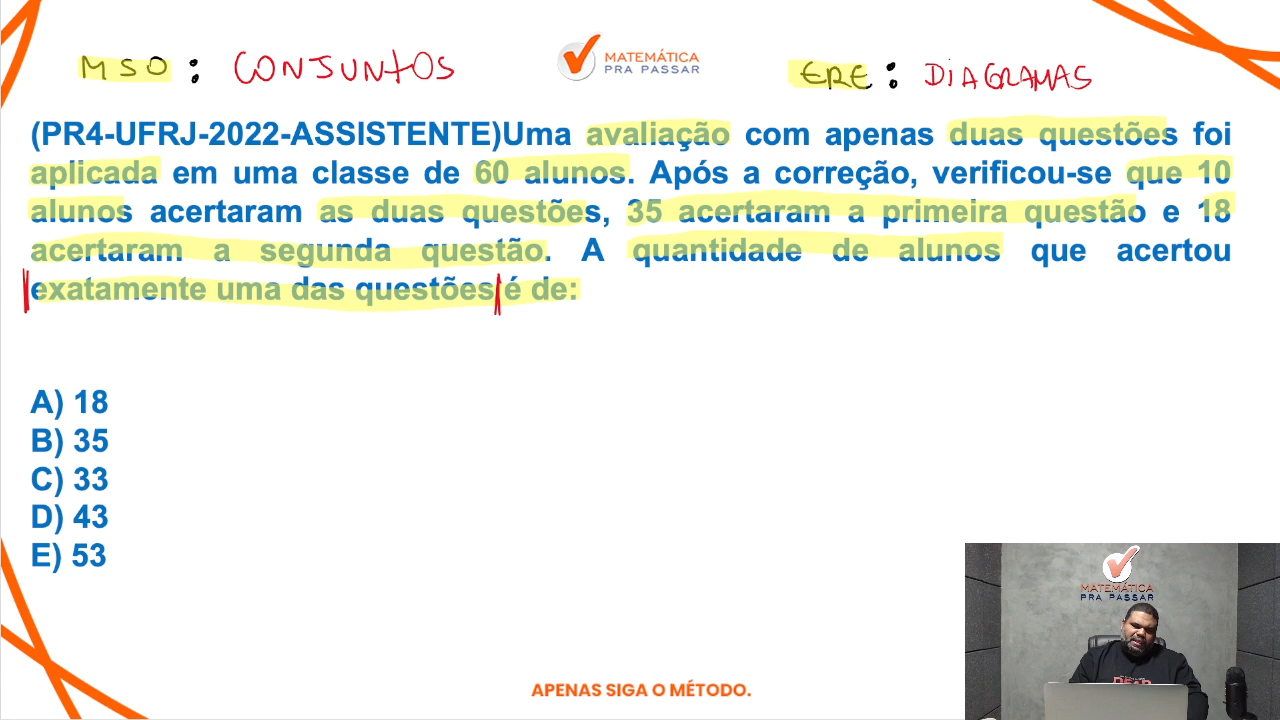 MSO : CONJUNTOS
MATEMÁTICA
PRA PASSAR
ERE : DIAGRAMAS
(PR4-UFRJ-2022-ASSISTENTE)Uma avaliação com apenas duas questões foi
aplicada em uma classe de 60 alunos. Após a correção, verificou-se que 10
alunos acertaram as duas questões, 35 acertaram a primeira questão e 18
acertaram a segunda questão. A quantidade de alunos que acertou
exatamente uma das questões é de:
A) 18
B) 35
C) 33
D) 43
E) 53
MATEMÁTICA
PRA PASSAR
APENAS SIGA O MÉTODO.